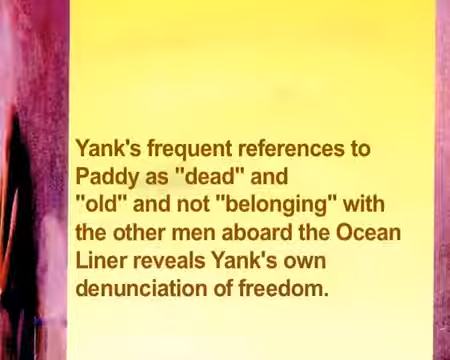 Yank's frequent references to
Paddy as "dead" and
"old" and not "belonging" with
the other men aboard the Ocean
Liner reveals Yank's own
denunciation of freedom.